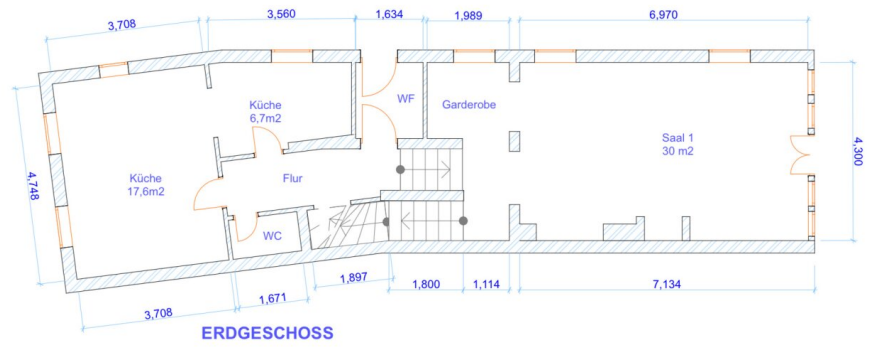 3,708
3,560
1,634
1,989
6,970
WF
Küche
6,7m2
Garderobe
Saal 1
30 m2
4,300
4,748
Küche
17,6m2
Flur
WC
3,708
1,671
1,897
1,800
1,114
7,134
ERDGESCHOSS